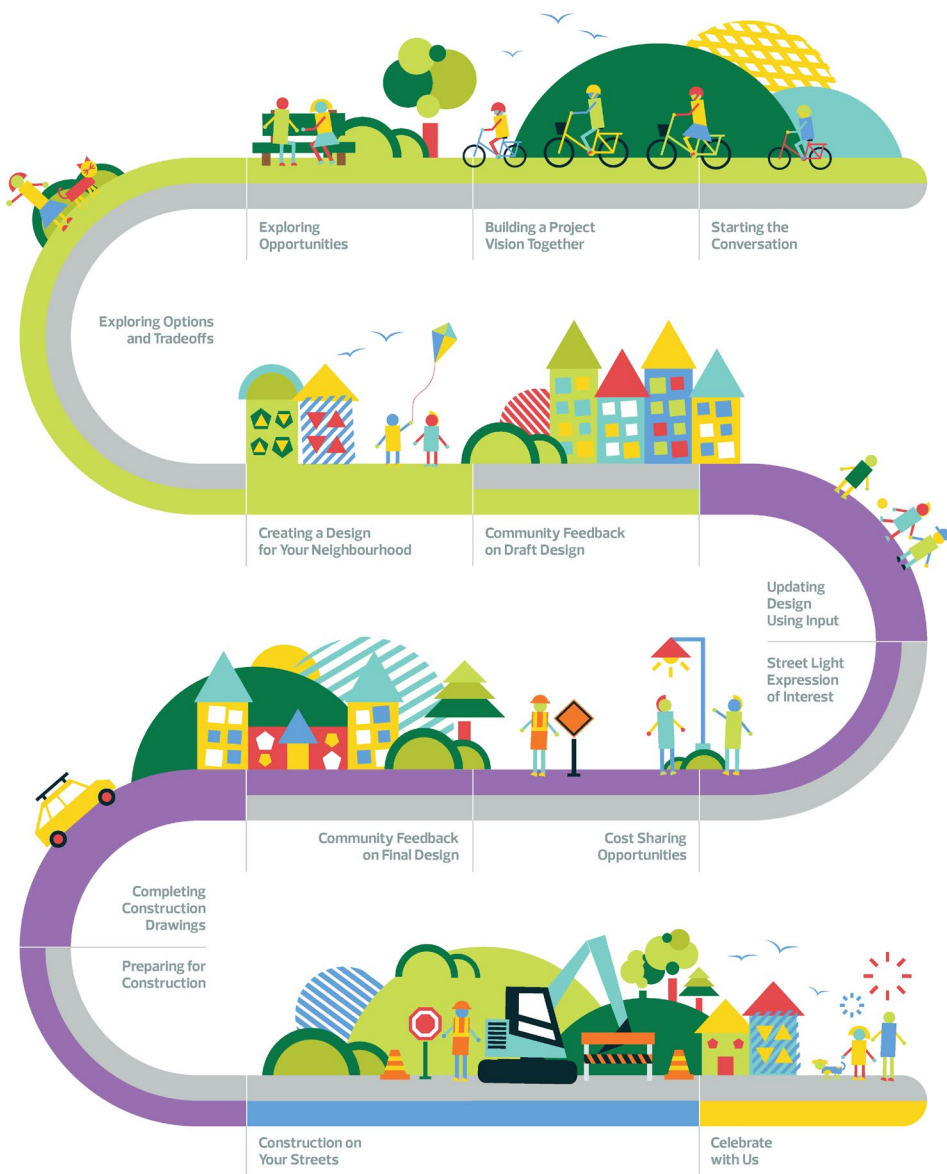 Exploring
Opportunities
Building a Project
Vision Together
Starting the
Conversation
Exploring Options
and Tradeoffs
Creating a Design
for Your Neighbourhood
Community Feedback
on Draft Design
Updating
Design
Using Input
Street Light
Expression
of Interest
Community Feedback
on Final Design
Cost Sharing
Opportunities
Completing
Construction
Drawings
Preparing for
Construction
Construction on
Your Streets
Celebrate
with Us